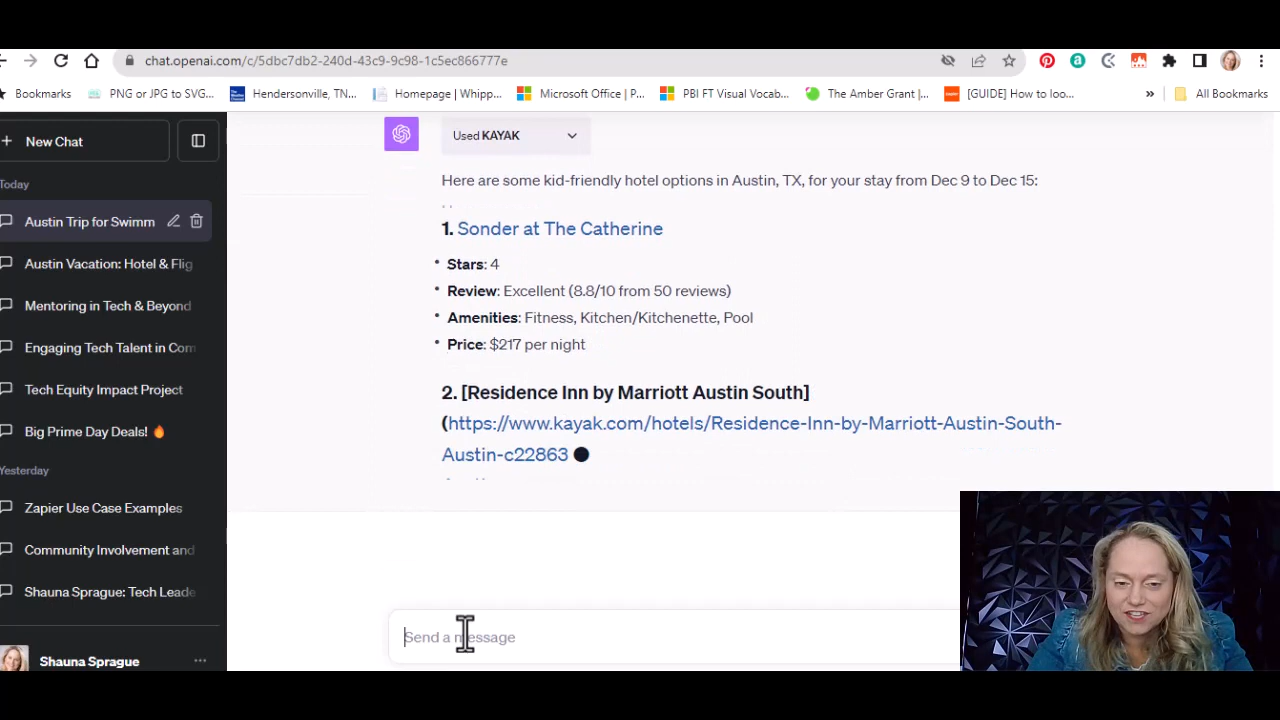 chat.openai.com/c/5dbc7db2-240d-43c9-9c98-1c5ec866777e
Bookmarks
PNG or JPG to SVG...
Hendersonville, TN...
Homepage | Whipp...
Microsoft Office | P...
PBI FT Visual Vocab...
The Amber Grant |...
[GUIDE] How to loo...
»
All Bookmarks
+ New Chat
Today
Austin Trip for Swimm
Austin Vacation: Hotel & Flig
Mentoring in Tech & Beyond
Engaging Tech Talent in Com
Tech Equity Impact Project
Big Prime Day Deals! 🔥
Yesterday
Zapier Use Case Examples
Community Involvement and
Shauna Sprague: Tech Leade
Shauna Sprague
...
Used KAYAK
Here are some kid-friendly hotel options in Austin, TX, for your stay from Dec 9 to Dec 15:
1. Sonder at The Catherine
• Stars: 4
• Review: Excellent (8.8/10 from 50 reviews)
• Amenities: Fitness, Kitchen/Kitchenette, Pool
• Price: $217 per night
2. [Residence Inn by Marriott Austin South]
(https://www.kayak.com/hotels/Residence-Inn-by-Marriott-Austin-South-
Austin-c22863
Send a message